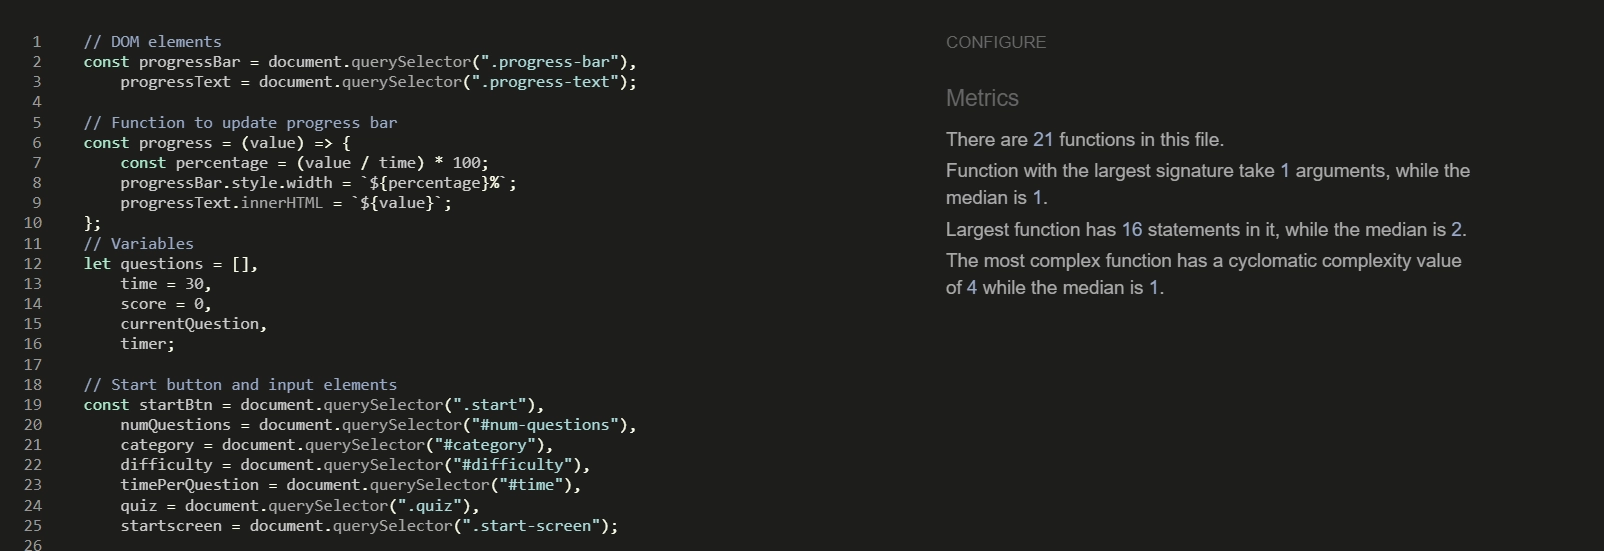 1 // DOM elements
2 const progressBar = document.querySelector(".progress-bar"),
3 progressText = document.querySelector(".progress-text");
4
5 // Function to update progress bar
6 const progress = (value) => {
7 const percentage = (value / time) * 100;
8 progressBar.style.width = `${percentage}%`;
9 progressText.innerHTML = `${value}`;
10 };
11 // Variables
12 let questions = [],
13 time = 30,
14 score = 0,
15 currentQuestion,
16 timer;
17
18 // Start button and input elements
19 const startBtn = document.querySelector(".start"),
20 numQuestions = document.querySelector("#num-questions"),
21 category = document.querySelector("#category"),
22 difficulty = document.querySelector("#difficulty"),
23 timePerQuestion = document.querySelector("#time"),
24 quiz = document.querySelector(".quiz"),
25 startscreen = document.querySelector(".start-screen");
26
CONFIGURE
Metrics
There are 21 functions in this file.
Function with the largest signature take 1 arguments, while the
median is 1.
Largest function has 16 statements in it, while the median is 2.
The most complex function has a cyclomatic complexity value
of 4 while the median is 1.